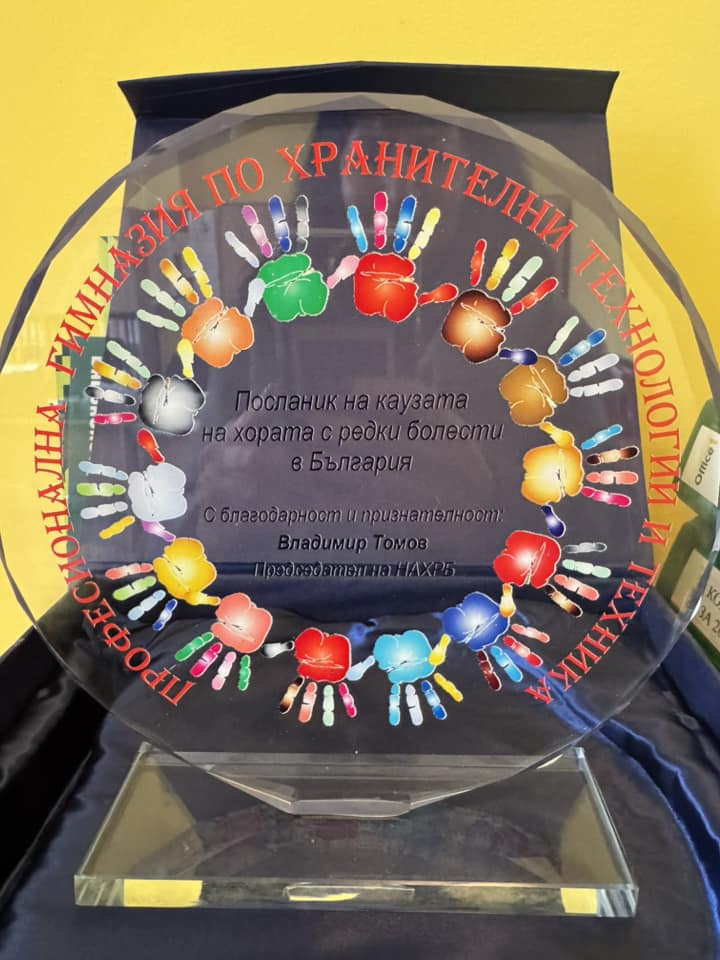 ПРОФЕСИОНАЛНА ГИМНАЗИЯ ПО ХРАНИТЕЛНИ ТЕХНОЛОГИИ И ТЕХНИКА
Посланик на каузата
на хората с редки болести
в България
С благодарност и признателност:
Владимир Томов
Председател на НАХРБ
Office